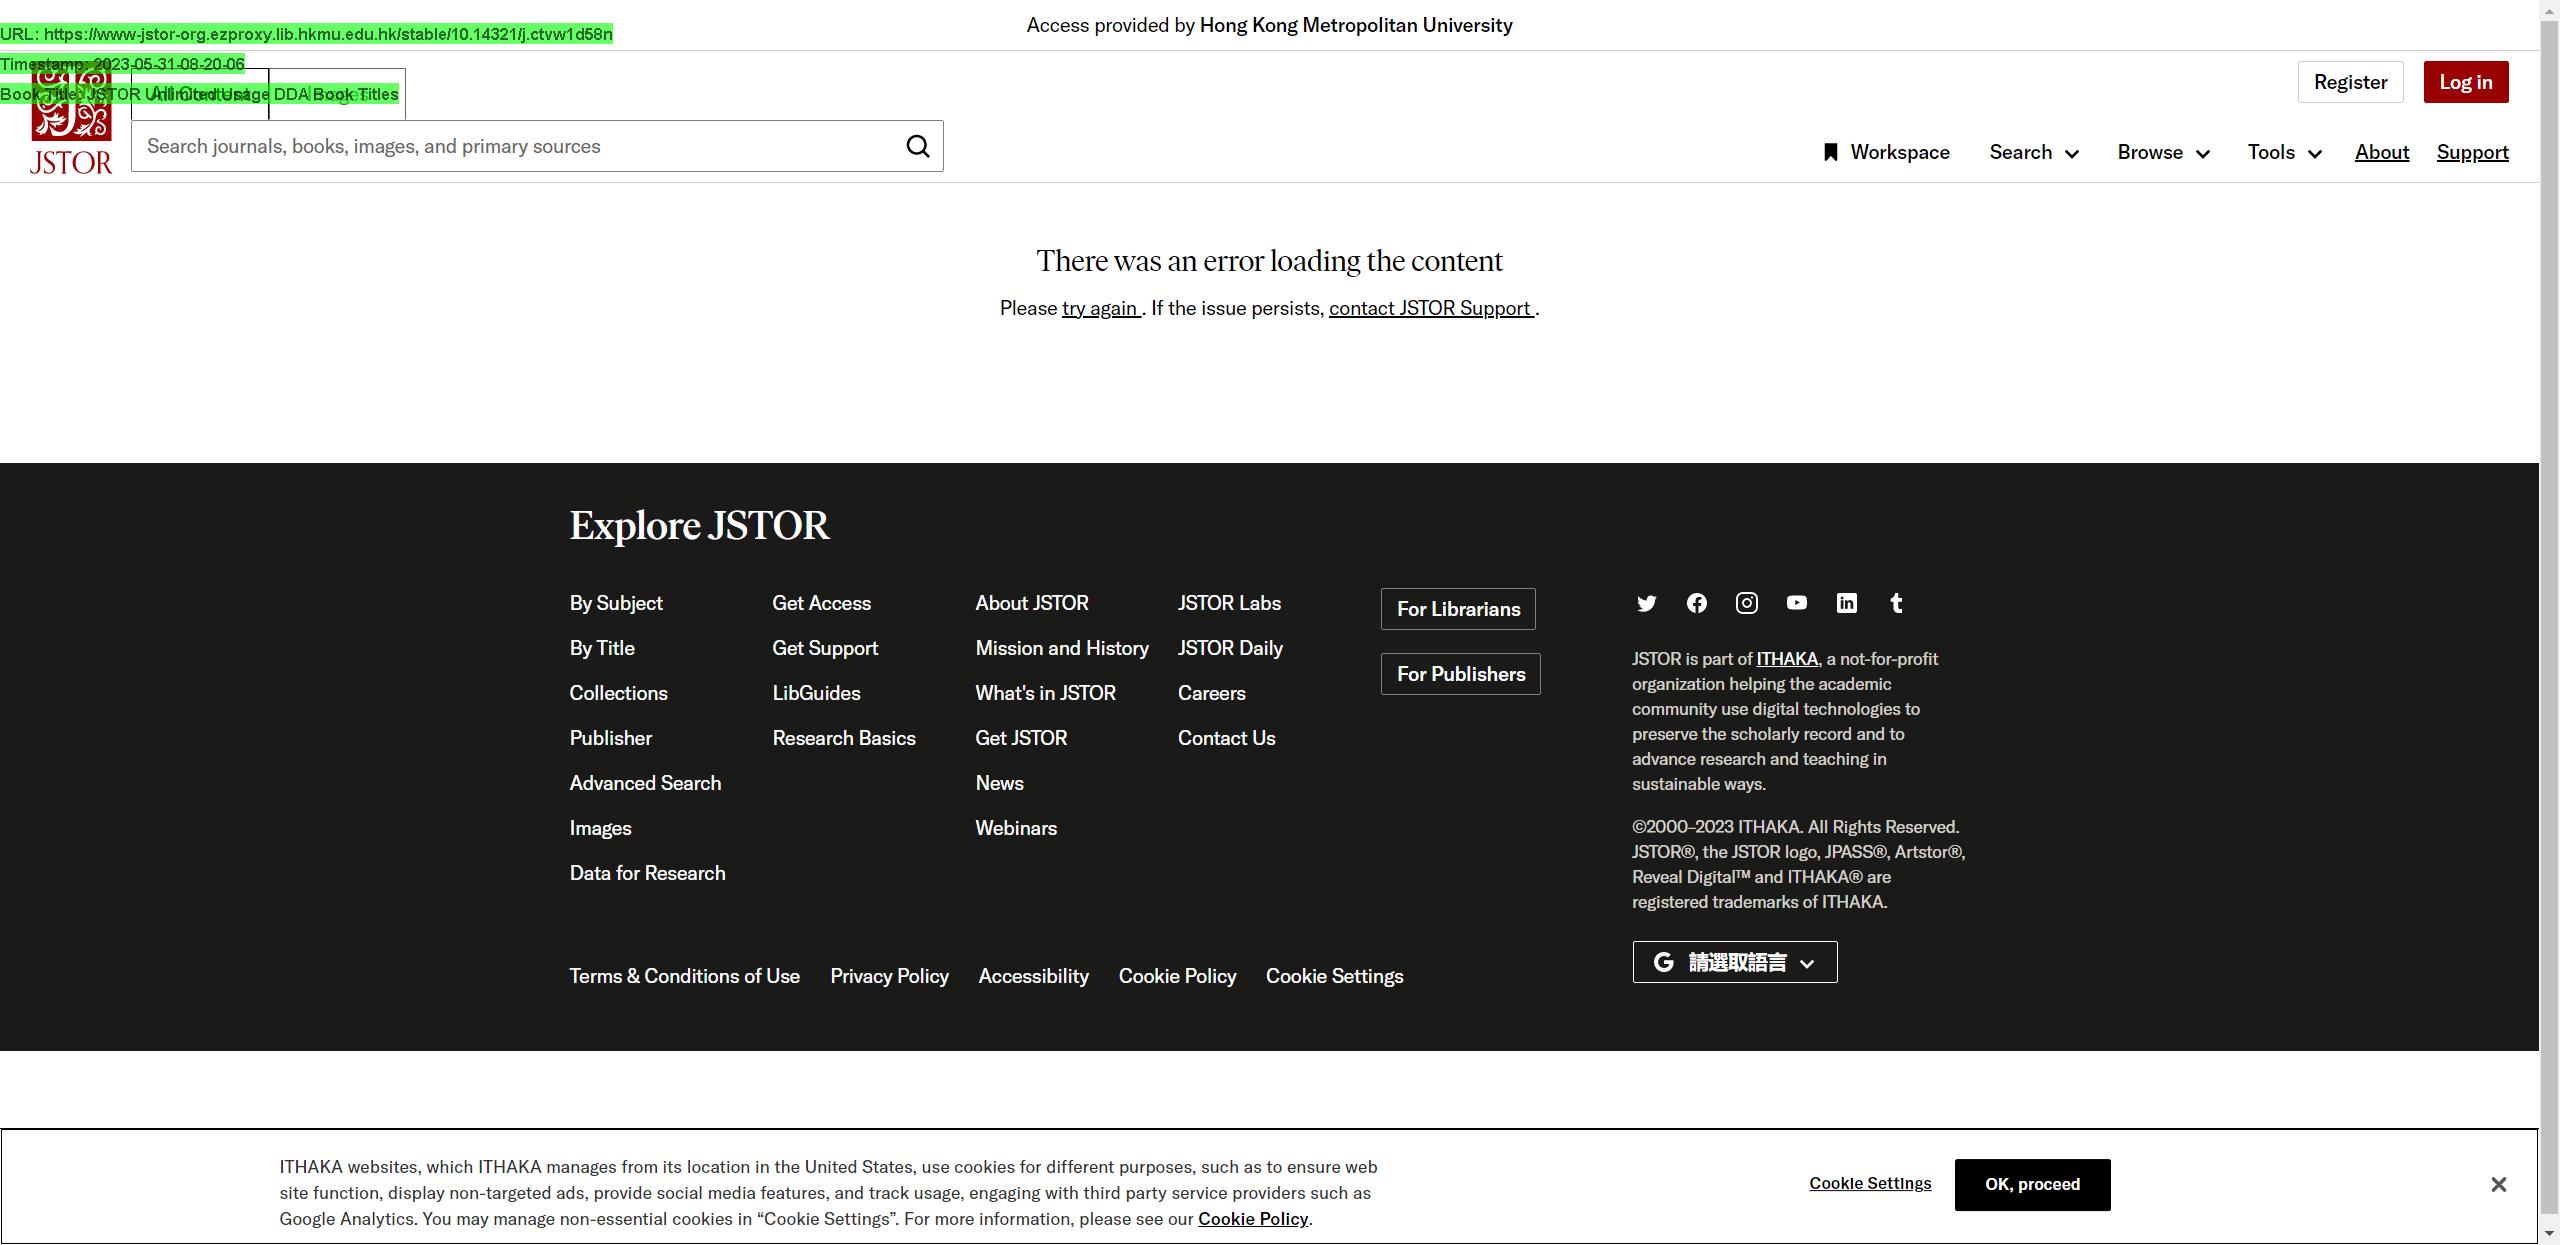 Access provided by Hong Kong Metropolitan University
URL: https://www-jstor-org.ezproxy.lib.hkmu.edu.hk/stable/10.14321/j.ctvw1d58n
Timestamp: 2023-05-31-08-20-06
Book Title: JSTOR Unlimited Usage DDA Book Titles
All Content
Images
Register
Log in
JSTOR
Search journals, books, images, and primary sources
Workspace
Search
Browse
Tools
About
Support
There was an error loading the content
Please try again . If the issue persists, contact JSTOR Support .
Explore JSTOR
By Subject
By Title
Collections
Publisher
Advanced Search
Images
Data for Research
Get Access
Get Support
LibGuides
Research Basics
About JSTOR
Mission and History
What's in JSTOR
Get JSTOR
News
Webinars
JSTOR Labs
JSTOR Daily
Careers
Contact Us
For Librarians
For Publishers
JSTOR is part of ITHAKA, a not-for-profit
organization helping the academic
community use digital technologies to
preserve the scholarly record and to
advance research and teaching in
sustainable ways.
©2000–2023 ITHAKA. All Rights Reserved.
JSTOR®, the JSTOR logo, JPASS®, Artstor®,
Reveal Digital™ and ITHAKA® are
registered trademarks of ITHAKA.
請選取語言
Terms & Conditions of Use
Privacy Policy
Accessibility
Cookie Policy
Cookie Settings
ITHAKA websites, which ITHAKA manages from its location in the United States, use cookies for different purposes, such as to ensure web
site function, display non-targeted ads, provide social media features, and track usage, engaging with third party service providers such as
Google Analytics. You may manage non-essential cookies in “Cookie Settings”. For more information, please see our Cookie Policy.
Cookie Settings
OK, proceed